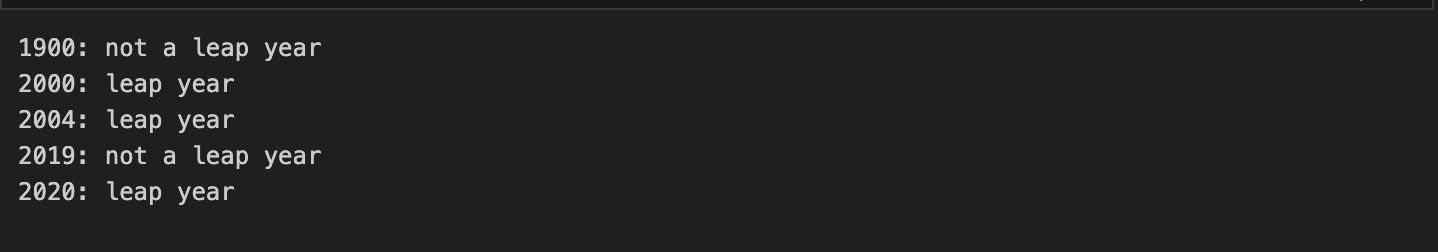 1900: not a leap year
2000: leap year
2004: leap year
2019: not a leap year
2020: leap year